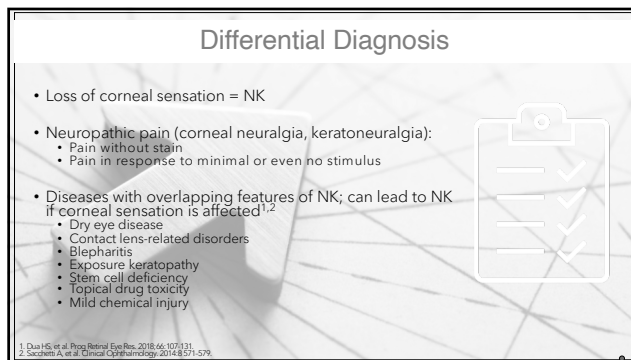 Differential Diagnosis
• Loss of corneal sensation = NK
• Neuropathic pain (corneal neuralgia, keratoneuralgia):
• Pain without stain
• Pain in response to minimal or even no stimulus
• Diseases with overlapping features of NK; can lead to NK
if corneal sensation is affected1,2
• Dry eye disease
• Contact lens-related disorders
• Blepharitis
• Exposure keratopathy
• Stem cell deficiency
• Topical drug toxicity
• Mild chemical injury
1. Dua HS, et al. Prog Retinal Eye Res. 2018;66:107-131.
2. Sacchetti A, et al. Clinical Ophthalmology. 2014:8 571-579.